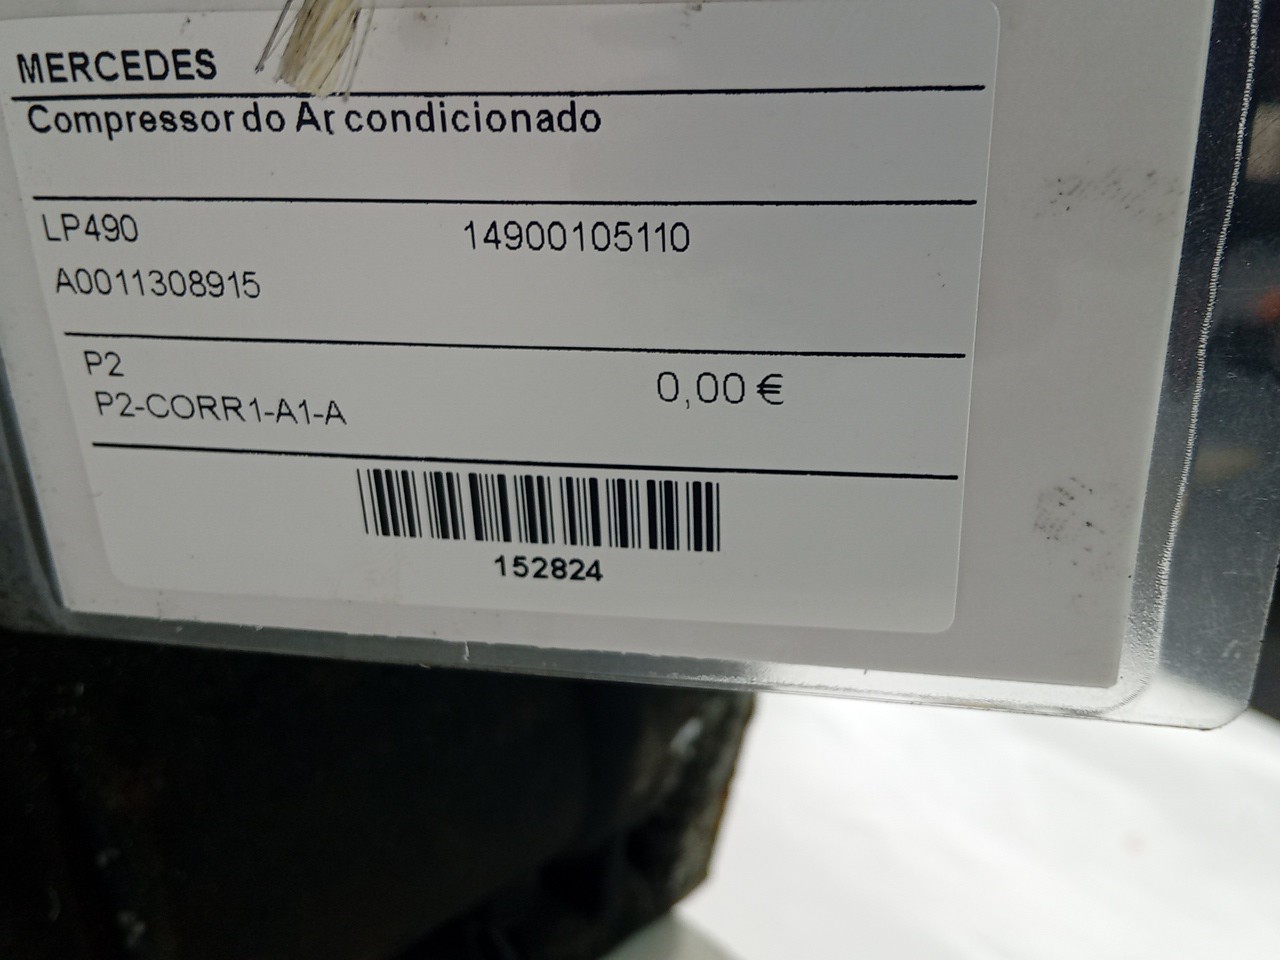 MERCEDES
Compressor do Ar condicionado
LP490 14900105110
A0011308915
P2
P2-CORR1-A1-A 0,00 €
152824